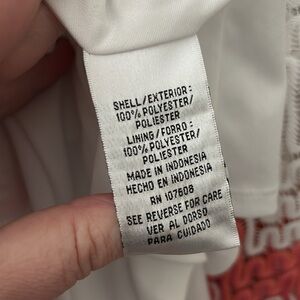 SHELL/EXTERIOR:
100% POLYESTER/
POLIESTER
LINING/FORRO:
100% POLYESTER/
POLIESTER
MADE IN INDONESIA
HECHO EN INDONESIA
RN 107608
SEE REVERSE FOR CARE
VER AL DORSO
PARA CUIDADO